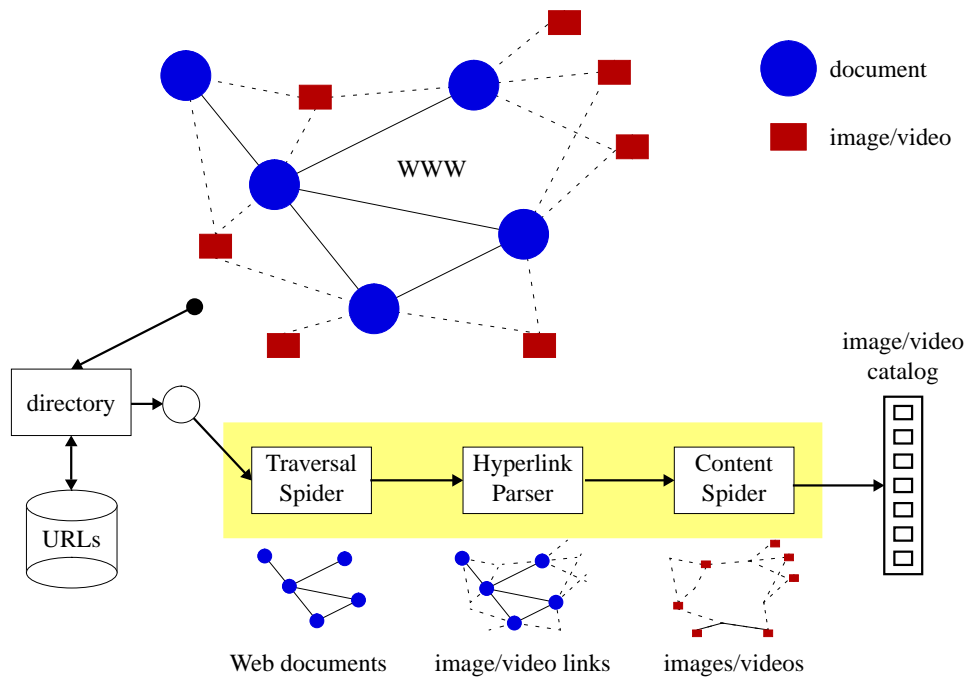 document
image/video
WWW
image/video
catalog
directory
Traversal
Spider
Hyperlink
Parser
Content
Spider
URLs
Web documents
image/video links
images/videos